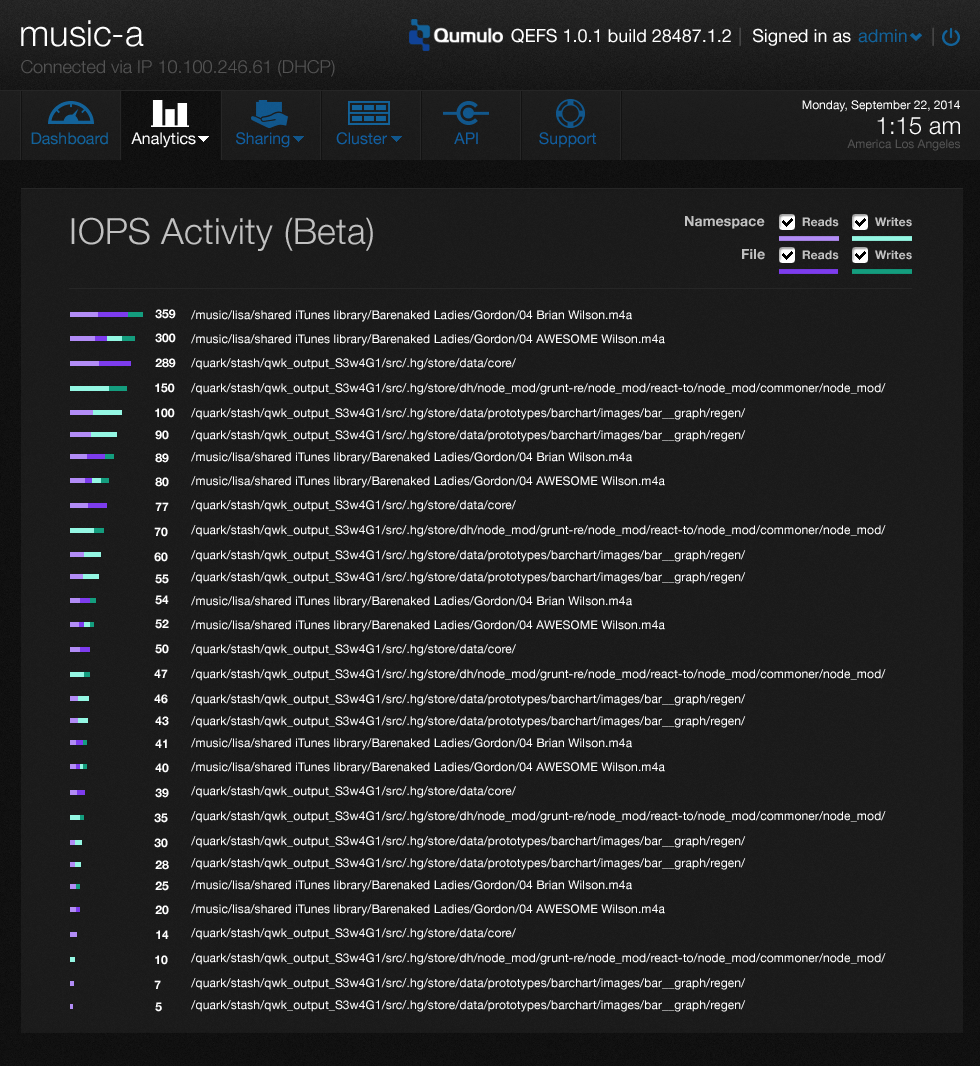 music-a
Qumulo QEFS 1.0.1 build 28487.1.2 | Signed in as admin |
Connected via IP 10.100.246.61 (DHCP)
Dashboard Analytics Sharing Cluster API Support
Monday, September 22, 2014
1:15 am
America Los Angeles
IOPS Activity (Beta)
Namespace Reads Writes
File Reads Writes
359 /music/lisa/shared iTunes library/Barenaked Ladies/Gordon/04 Brian Wilson.m4a
300 /music/lisa/shared iTunes library/Barenaked Ladies/Gordon/04 AWESOME Wilson.m4a
289 /quark/stash/qwk_output_S3w4G1/src/.hg/store/data/core/
150 /quark/stash/qwk_output_S3w4G1/src/.hg/store/dh/node_mod/grunt-re/node_mod/react-to/node_mod/commoner/node_mod/
100 /quark/stash/qwk_output_S3w4G1/src/.hg/store/data/prototypes/barchart/images/bar__graph/regen/
90 /quark/stash/qwk_output_S3w4G1/src/.hg/store/data/prototypes/barchart/images/bar__graph/regen/
89 /music/lisa/shared iTunes library/Barenaked Ladies/Gordon/04 Brian Wilson.m4a
80 /music/lisa/shared iTunes library/Barenaked Ladies/Gordon/04 AWESOME Wilson.m4a
77 /quark/stash/qwk_output_S3w4G1/src/.hg/store/data/core/
70 /quark/stash/qwk_output_S3w4G1/src/.hg/store/dh/node_mod/grunt-re/node_mod/react-to/node_mod/commoner/node_mod/
60 /quark/stash/qwk_output_S3w4G1/src/.hg/store/data/prototypes/barchart/images/bar__graph/regen/
55 /quark/stash/qwk_output_S3w4G1/src/.hg/store/data/prototypes/barchart/images/bar__graph/regen/
54 /music/lisa/shared iTunes library/Barenaked Ladies/Gordon/04 Brian Wilson.m4a
52 /music/lisa/shared iTunes library/Barenaked Ladies/Gordon/04 AWESOME Wilson.m4a
50 /quark/stash/qwk_output_S3w4G1/src/.hg/store/data/core/
47 /quark/stash/qwk_output_S3w4G1/src/.hg/store/dh/node_mod/grunt-re/node_mod/react-to/node_mod/commoner/node_mod/
46 /quark/stash/qwk_output_S3w4G1/src/.hg/store/data/prototypes/barchart/images/bar__graph/regen/
43 /quark/stash/qwk_output_S3w4G1/src/.hg/store/data/prototypes/barchart/images/bar__graph/regen/
41 /music/lisa/shared iTunes library/Barenaked Ladies/Gordon/04 Brian Wilson.m4a
40 /music/lisa/shared iTunes library/Barenaked Ladies/Gordon/04 AWESOME Wilson.m4a
39 /quark/stash/qwk_output_S3w4G1/src/.hg/store/data/core/
35 /quark/stash/qwk_output_S3w4G1/src/.hg/store/dh/node_mod/grunt-re/node_mod/react-to/node_mod/commoner/node_mod/
30 /quark/stash/qwk_output_S3w4G1/src/.hg/store/data/prototypes/barchart/images/bar__graph/regen/
28 /quark/stash/qwk_output_S3w4G1/src/.hg/store/data/prototypes/barchart/images/bar__graph/regen/
25 /music/lisa/shared iTunes library/Barenaked Ladies/Gordon/04 Brian Wilson.m4a
20 /music/lisa/shared iTunes library/Barenaked Ladies/Gordon/04 AWESOME Wilson.m4a
14 /quark/stash/qwk_output_S3w4G1/src/.hg/store/data/core/
10 /quark/stash/qwk_output_S3w4G1/src/.hg/store/dh/node_mod/grunt-re/node_mod/react-to/node_mod/commoner/node_mod/
7 /quark/stash/qwk_output_S3w4G1/src/.hg/store/data/prototypes/barchart/images/bar__graph/regen/
5 /quark/stash/qwk_output_S3w4G1/src/.hg/store/data/prototypes/barchart/images/bar__graph/regen/